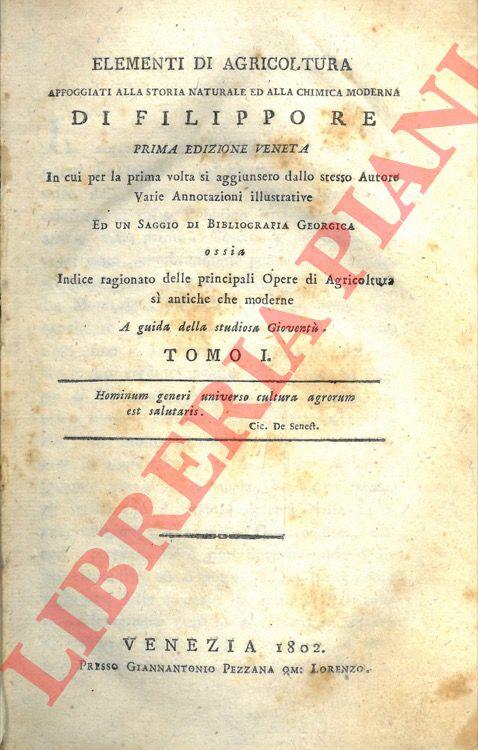 ELEMENTI DI AGRICOLTURA
APPOGGIATI ALLA STORIA NATURALE ED ALLA CHIMICA MODERNA
DI FILIPPO RE
PRIMA EDIZIONE VENETA
In cui per la prima volta si aggiunsero dallo stesso Autore
Varie Annotazioni illustrative
ED UN SAGGIO DI BIBLIOGRAFIA GEORGICA
ossia
Indice ragionato delle principali Opere di Agricoltura
sì antiche che moderne
A guida della studiosa Gioventù.
TOMO I.
Hominum generi universo cultura agrorum
est salutaris.
Cic. De Senect.
VENEZIA 1802.
PRESSO GIANNANTONIO PEZZANA QM: LORENZO.
LIBRERIA PIANI